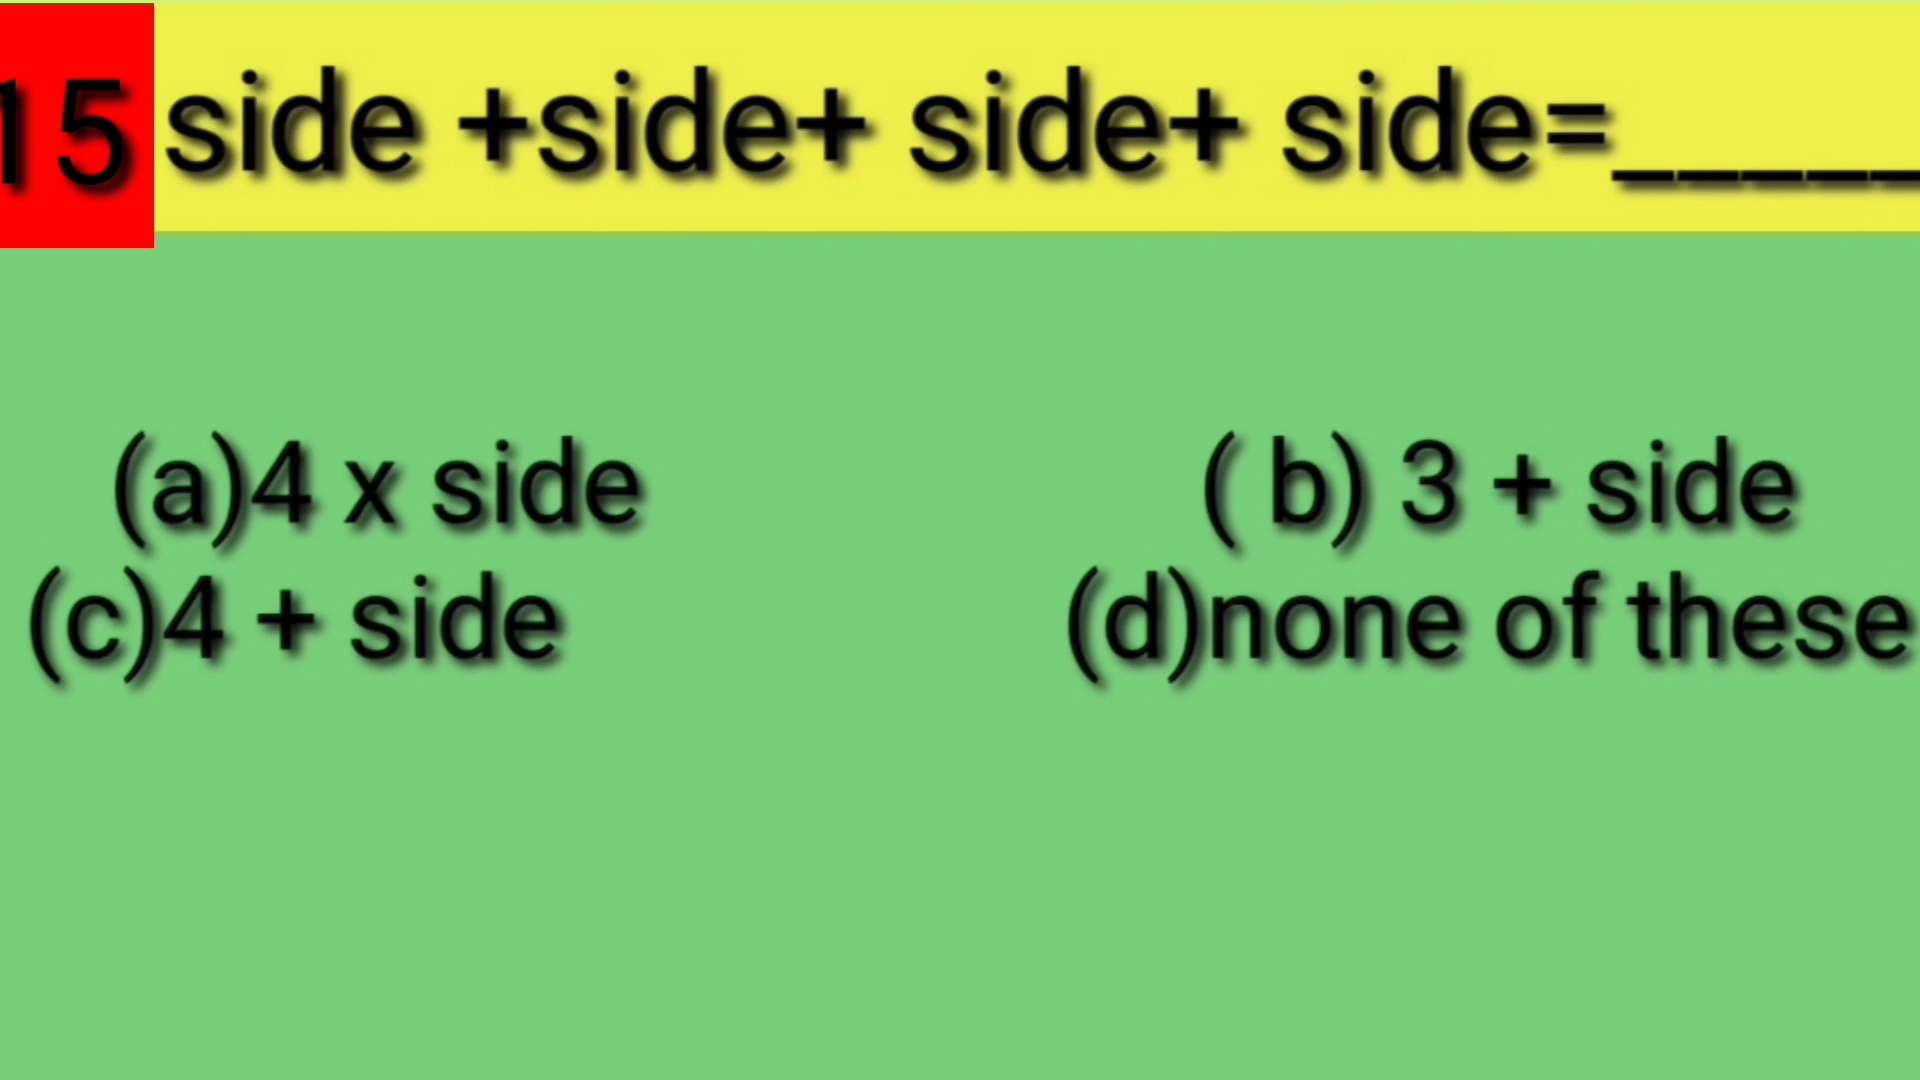 15 side +side+ side+ side=_____
(a)4 x side ( b) 3 + side
(c)4 + side (d)none of these